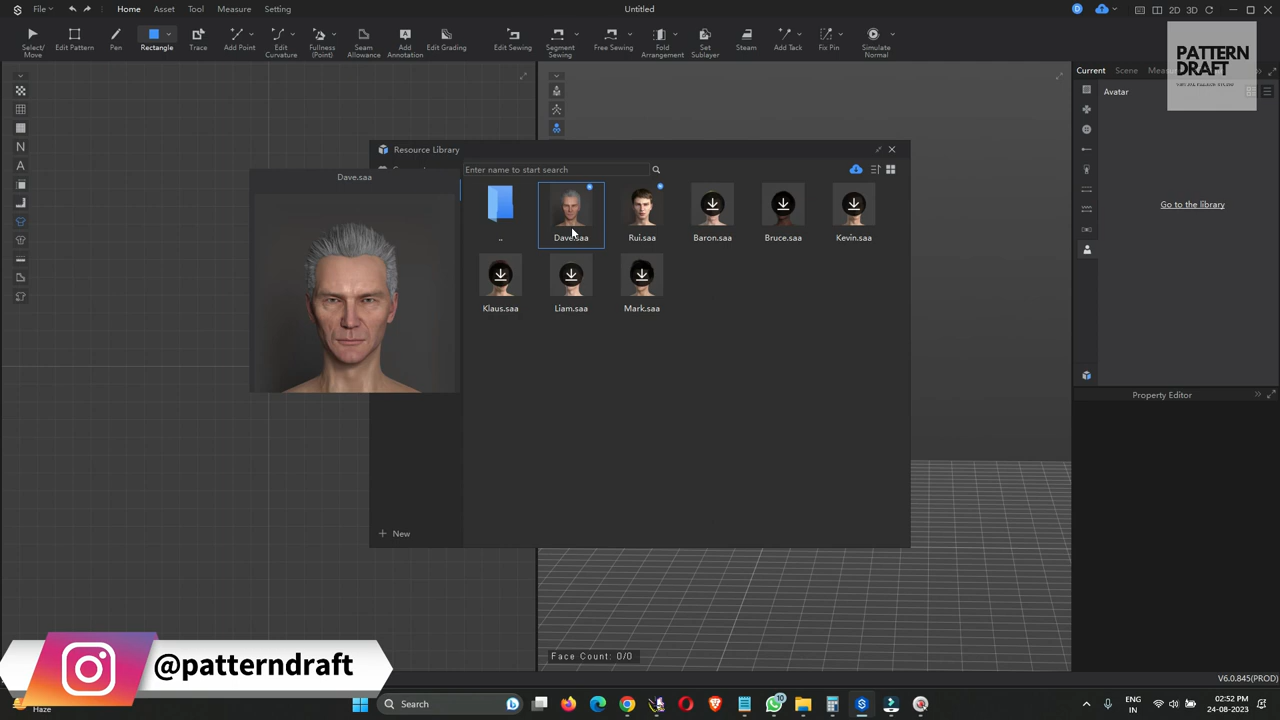 File
Home
Asset
Tool
Measure
Setting
Untitled
D
2D
3D
Select/
Move
Edit Pattern
Pen
Rectangle
Trace
Add Point
Edit
Curvature
Fullness
(Point)
Seam
Allowance
Add
Annotation
Edit Grading
Edit Sewing
Segment
Sewing
Free Sewing
Fold
Arrangement
Set
Sublayer
Steam
Add Tack
Fix Pin
Simulate
Normal
PATTERN
DRAFT
Current
Scene
Avatar
Go to the library
Property Editor
Resource Library
Enter name to start search
Dave.saa
..
Dave.saa
Rui.saa
Baron.saa
Bruce.saa
Kevin.saa
Klaus.saa
Liam.saa
Mark.saa
+ New
Face Count: 0/0
V6.0.845(PROD)
@patterndraft
Haze
Search
10
ENG
IN
02:52 PM
24-08-2023